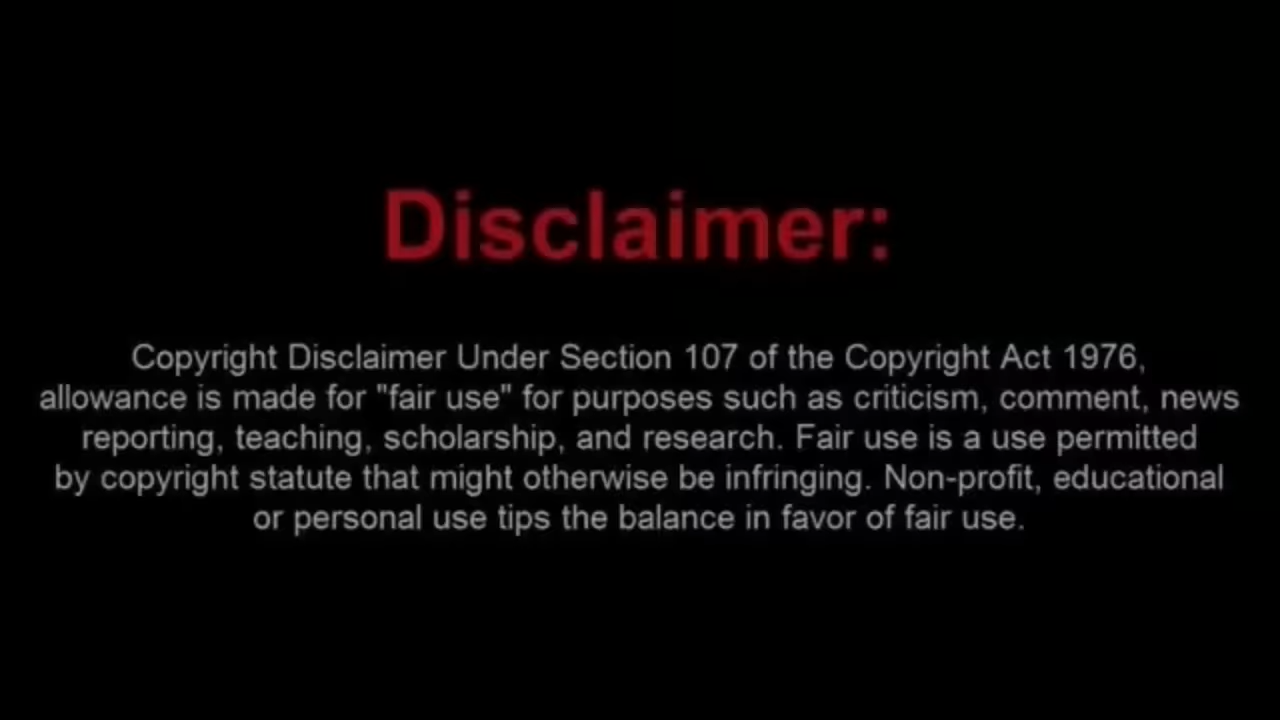 Disclaimer:
Copyright Disclaimer Under Section 107 of the Copyright Act 1976,
allowance is made for "fair use" for purposes such as criticism, comment, news
reporting, teaching, scholarship, and research. Fair use is a use permitted
by copyright statute that might otherwise be infringing. Non-profit, educational
or personal use tips the balance in favor of fair use.